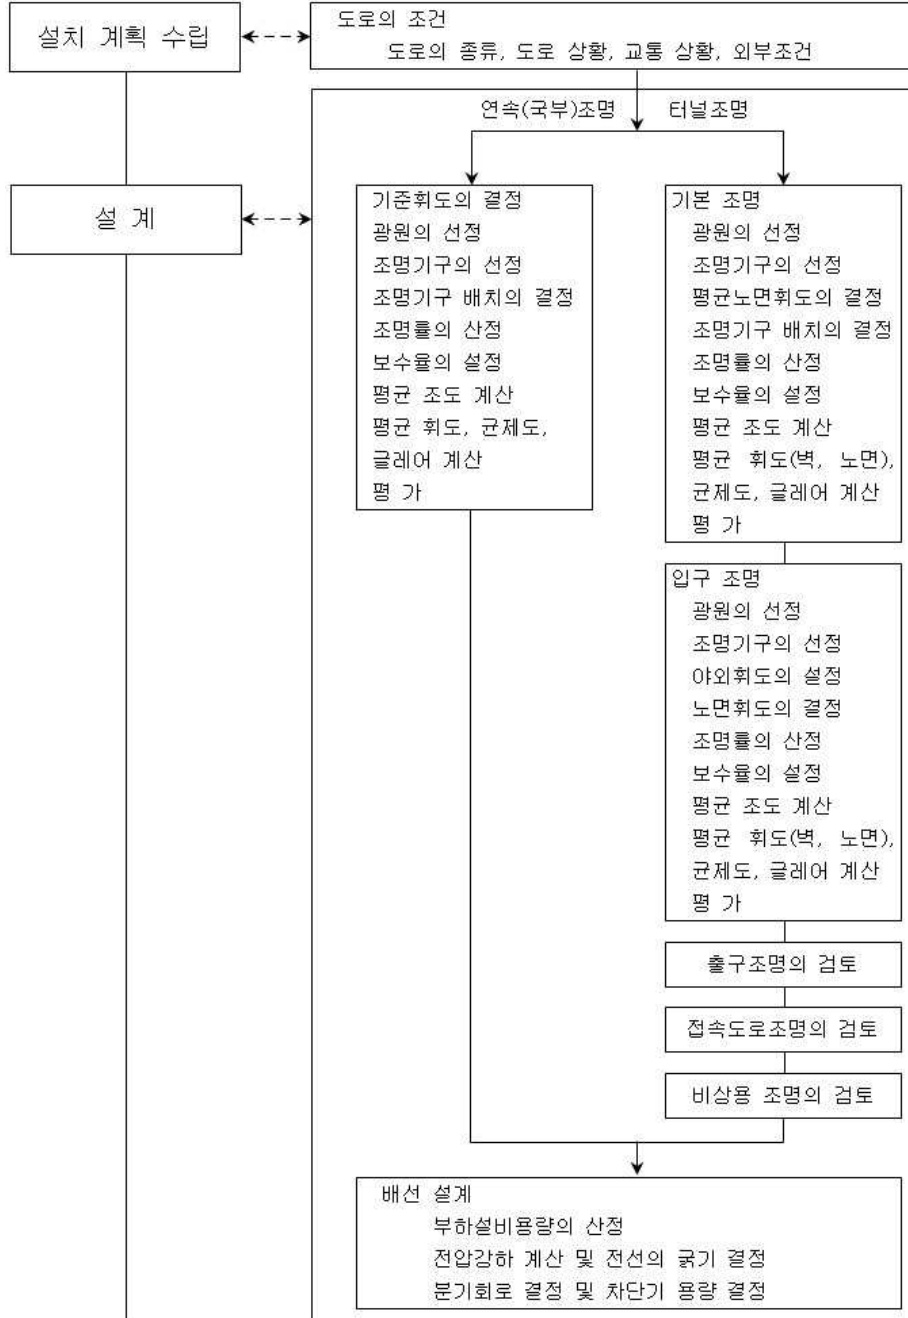 설치 계획 수립
도로의 조건
도로의 종류, 도로 상황, 교통 상황, 외부조건
연속(국부)조명
터널조명
설 계
기준휘도의 결정
광원의 선정
조명기구의 선정
조명기구 배치의 결정
조명률의 산정
보수율의 설정
평균 조도 계산
평균 휘도, 균제도,
글레어 계산
평 가
기본 조명
광원의 선정
조명기구의 선정
평균노면휘도의 결정
조명기구 배치의 결정
조명률의 산정
보수율의 설정
평균 조도 계산
평균 휘도(벽, 노면),
균제도, 글레어 계산
평 가
입구 조명
광원의 선정
조명기구의 선정
야외휘도의 설정
노면휘도의 결정
조명률의 산정
보수율의 설정
평균 조도 계산
평균 휘도(벽, 노면),
균제도, 글레어 계산
평 가
출구조명의 검토
접속도로조명의 검토
비상용 조명의 검토
배선 설계
부하설비용량의 산정
전압강하 계산 및 전선의 굵기 결정
분기회로 결정 및 차단기 용량 결정